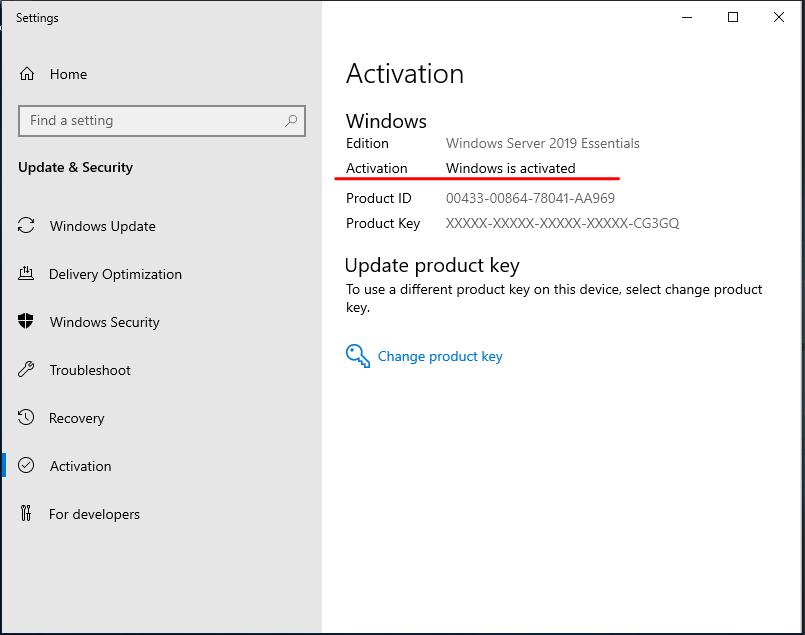 Settings
Home
Find a setting
Update & Security
Windows Update
Delivery Optimization
Windows Security
Troubleshoot
Recovery
Activation
For developers
Activation
Windows
Edition Windows Server 2019 Essentials
Activation Windows is activated
Product ID 00433-00864-78041-AA969
Product Key XXXXX-XXXXX-XXXXX-XXXXX-CG3GQ
Update product key
To use a different product key on this device, select change product
key.
Change product key